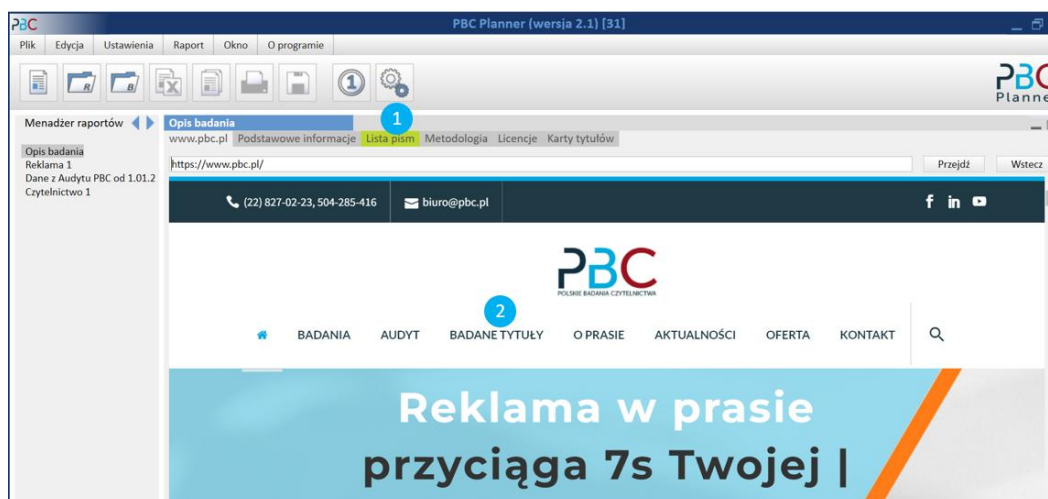 PBC
PBC Planner (wersja 2.1) [31]
Plik Edycja Ustawienia Raport Okno O programie
R B X 1
PBC
Menadżer raportów
Opis badania
1
www.pbc.pl Podstawowe informacje Lista pism Metodologia Licencje Karty tytułów
Opis badania
Reklama 1
Dane z Audytu PBC od 1.01.2
Czytelnictwo 1
https://www.pbc.pl/ Przejdź Wstecz
(22) 827-02-23, 504-285-416 biuro@pbc.pl f in
PBC
POLSKIE BADANIA CZYTELNICTWA
2
BADANIA AUDYT BADANE TYTUŁY O PRASIE AKTUALNOŚCI OFERTA KONTAKT
Reklama w prasie
przyciąga 7s Twojej |